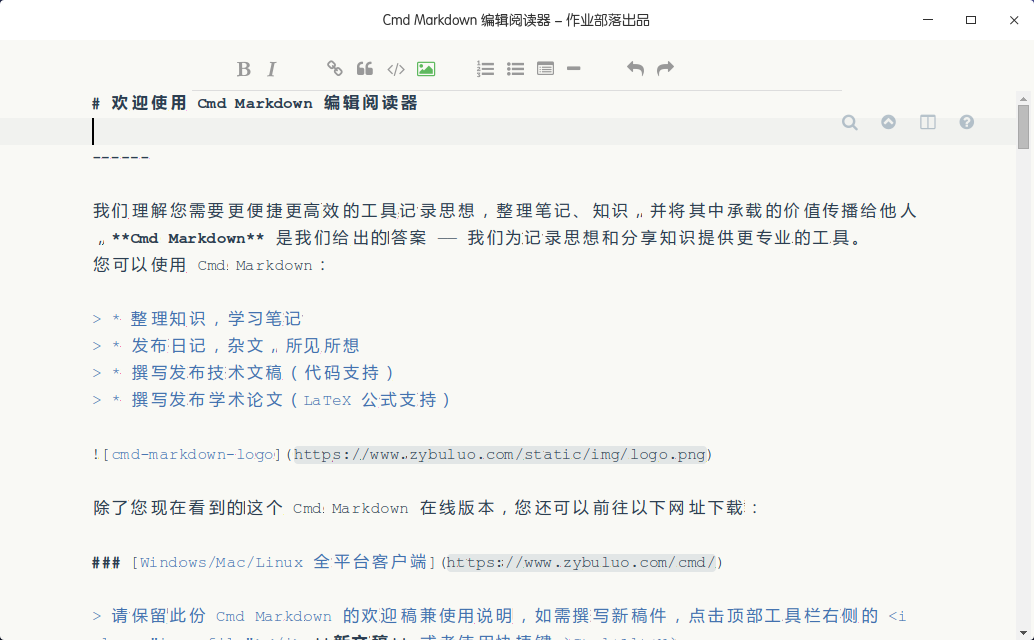 Cmd Markdown 编辑阅读器 – 作业部落出品
# 欢迎使用 Cmd Markdown 编辑阅读器
------
我们理解您需要更便捷更高效的工具记录思想，整理笔记、知识，并将其中承载的价值传播给他人
，**Cmd Markdown** 是我们给出的答案 —— 我们为记录思想和分享知识提供更专业的工具。
您可以使用 Cmd Markdown：
> * 整理知识，学习笔记
> * 发布日记，杂文，所见所想
> * 撰写发布技术文稿（代码支持）
> * 撰写发布学术论文（LaTeX 公式支持）
![cmd-markdown-logo](https://www.zybuluo.com/static/img/logo.png)
除了您现在看到的这个 Cmd Markdown 在线版本，您还可以前往以下网址下载：
### [Windows/Mac/Linux 全平台客户端](https://www.zybuluo.com/cmd/)
> 请保留此份 Cmd Markdown 的欢迎稿兼使用说明，如需撰写新稿件，点击顶部工具栏右侧的 <i